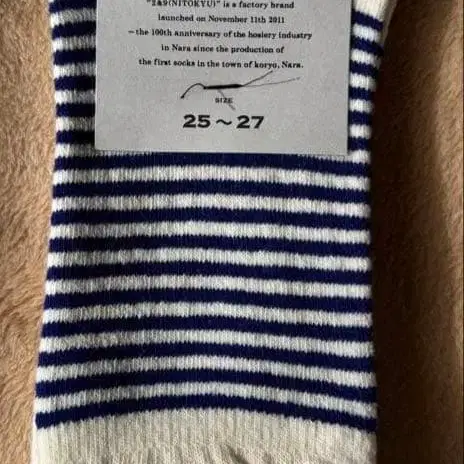 "2&9(NITOKYU)" is a factory brand
launched on November 11th 2011
—the 100th anniversary of the hosiery industry
in Nara since the production of
the first socks in the town of koryo, Nara.
SIZE
25～27